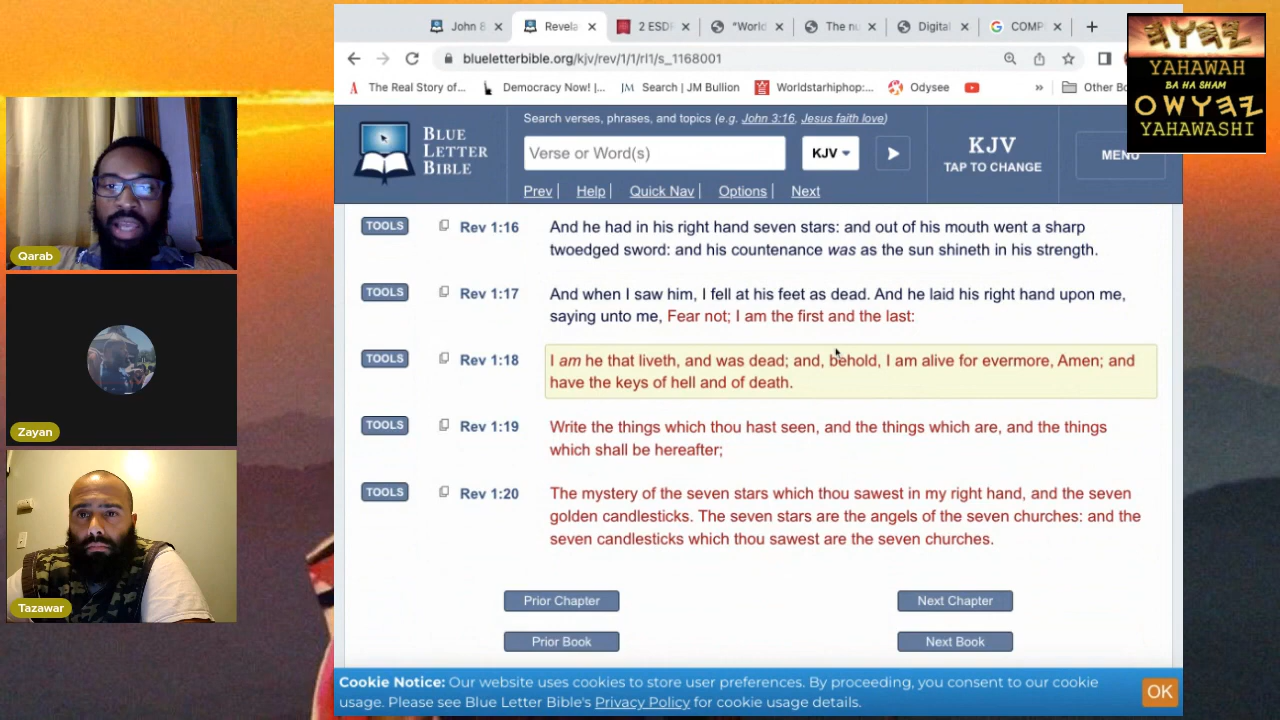 John 8
Revela
2 ESDR
"World
The nu
Digital
COMP
blueletterbible.org/kjv/rev/1/1/rl1/s_1168001
The Real Story of...
Democracy Now! |...
JM Search | JM Bullion
Worldstarhiphop:...
Odysee
»
Other Bo
YAHAWAH
BA HA SHAM
YAHAWASHI
BLUE
LETTER
BIBLE
Search verses, phrases, and topics (e.g. John 3:16, Jesus faith love)
Verse or Word(s)
KJV
KJV
TAP TO CHANGE
MENU
Prev | Help | Quick Nav | Options | Next
TOOLS Rev 1:16 And he had in his right hand seven stars: and out of his mouth went a sharp
twoedged sword: and his countenance was as the sun shineth in his strength.
TOOLS Rev 1:17 And when I saw him, I fell at his feet as dead. And he laid his right hand upon me,
saying unto me, Fear not; I am the first and the last:
TOOLS Rev 1:18 I am he that liveth, and was dead; and, behold, I am alive for evermore, Amen; and
have the keys of hell and of death.
TOOLS Rev 1:19 Write the things which thou hast seen, and the things which are, and the things
which shall be hereafter;
TOOLS Rev 1:20 The mystery of the seven stars which thou sawest in my right hand, and the seven
golden candlesticks. The seven stars are the angels of the seven churches: and the
seven candlesticks which thou sawest are the seven churches.
Prior Chapter
Next Chapter
Prior Book
Next Book
Cookie Notice: Our website uses cookies to store user preferences. By proceeding, you consent to our cookie
usage. Please see Blue Letter Bible's Privacy Policy for cookie usage details.
OK
Qarab
Zayan
Tazawar